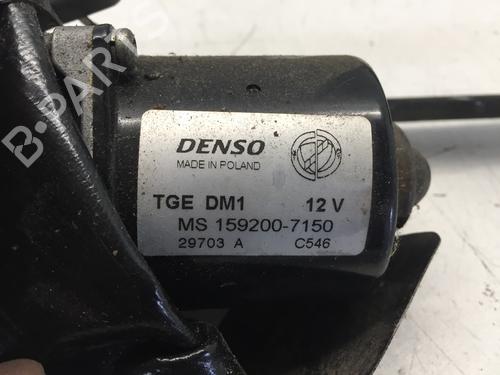 B-PARTS
DENSO
MADE IN POLAND
TGE DM1 12 V
MS 159200-7150
29703 A C546